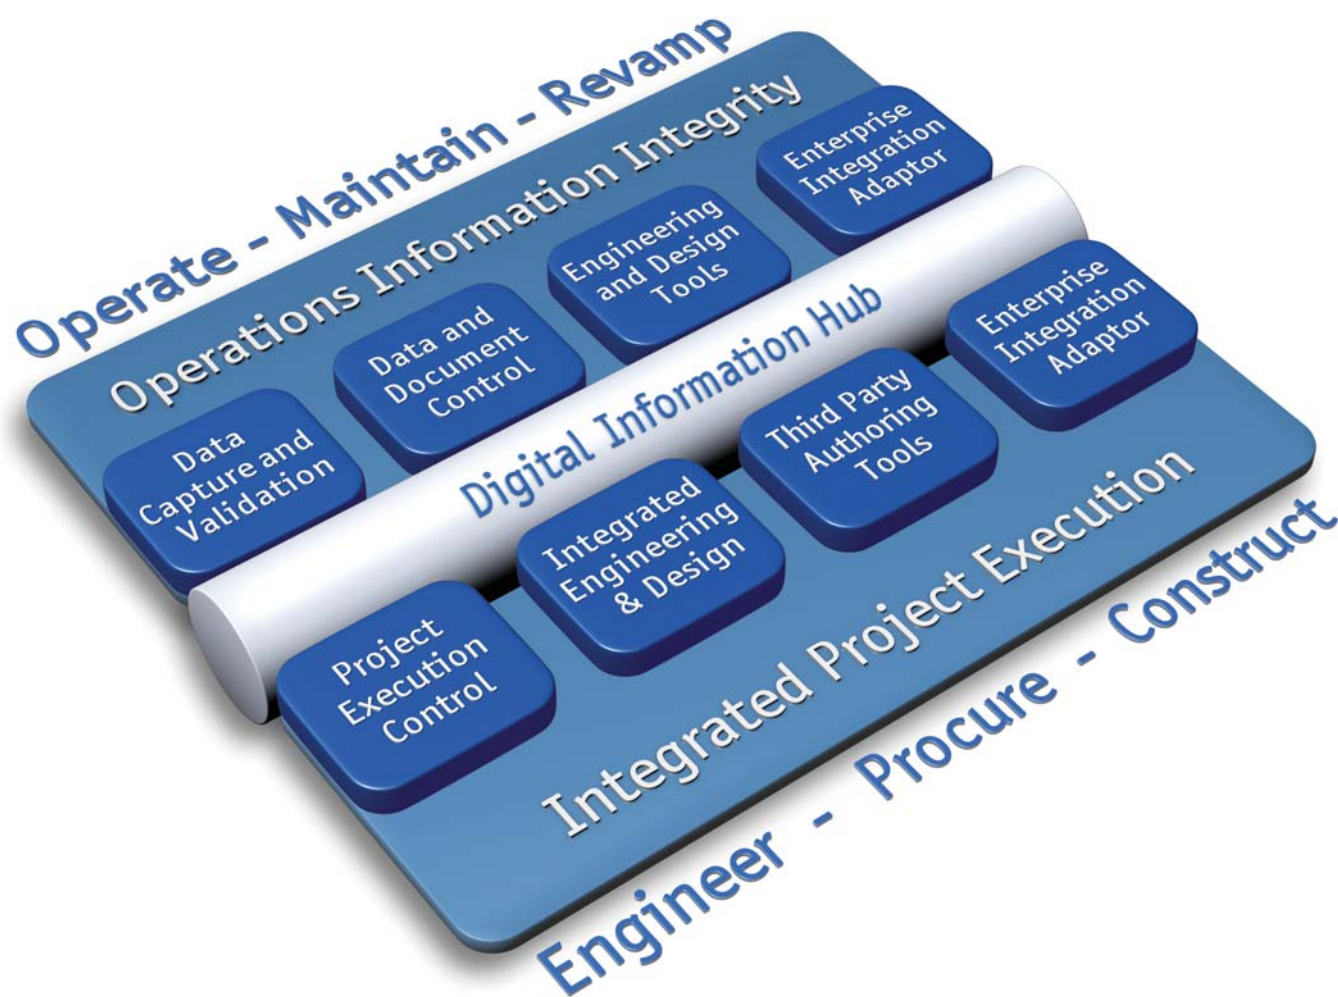 Operate - Maintain - Revamp
Operations Information Integrity
Data
Capture and
Validation
Data and
Document
Control
Engineering
and Design
Tools
Enterprise
Integration
Adaptor
Digital Information Hub
Project
Execution
Control
Integrated
Engineering
& Design
Third Party
Authoring
Tools
Enterprise
Integration
Adaptor
Integrated Project Execution
Engineer - Procure - Construct